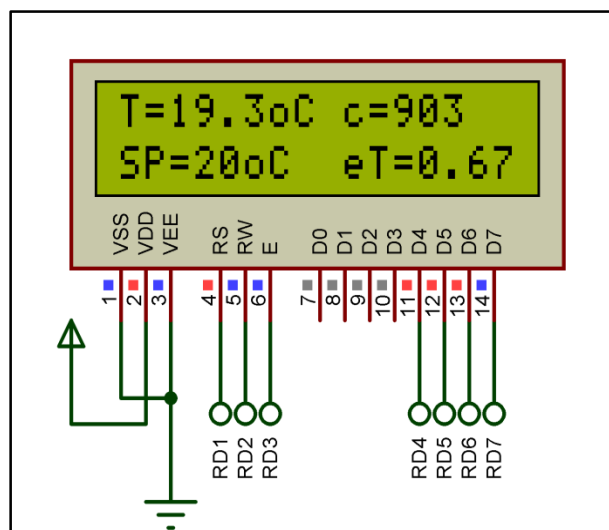 T=19.3oC c=903
SP=20oC eT=0.67
VSS VDD VEE RS RW E D0 D1 D2 D3 D4 D5 D6 D7
1 2 3 4 5 6 7 8 9 10 11 12 13 14
RD1 RD2 RD3 RD4 RD5 RD6 RD7